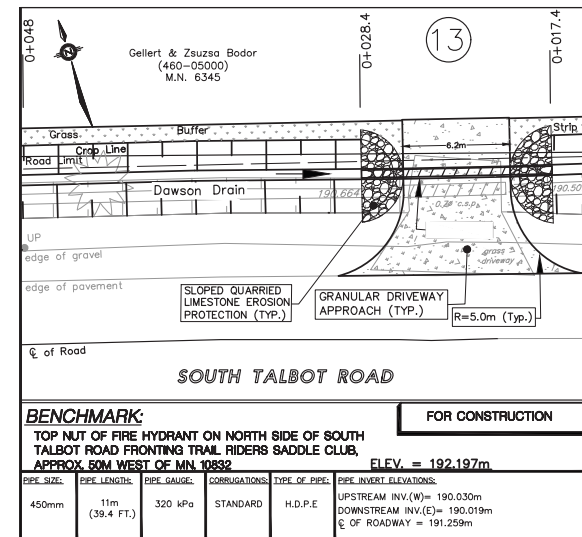 0+048
0+028.4
0+017.4
13
N
Gellert & Zsuzsa Bodor
(460-05000)
M.N. 6345
Grass
Buffer
Strip
Crop Line
Road Limit
6.2m
Dawson Drain
190.664
190.50
c.s.p.
UP
edge of gravel
grass
driveway
edge of pavement
SLOPED QUARRIED
LIMESTONE EROSION
PROTECTION (TYP.)
GRANULAR DRIVEWAY
APPROACH (TYP.)
R=5.0m (Typ.)
℄ of Road
SOUTH TALBOT ROAD
BENCHMARK:
TOP NUT OF FIRE HYDRANT ON NORTH SIDE OF SOUTH
TALBOT ROAD FRONTING TRAIL RIDERS SADDLE CLUB,
APPROX. 50M WEST OF MN. 10832
ELEV. = 192.197m
FOR CONSTRUCTION
PIPE SIZE:
450mm
PIPE LENGTH:
11m
(39.4 FT.)
PIPE GAUGE:
320 kPa
CORRUGATIONS:
STANDARD
TYPE OF PIPE:
H.D.P.E
PIPE INVERT ELEVATIONS:
UPSTREAM INV.(W)= 190.030m
DOWNSTREAM INV.(E)= 190.019m
℄ OF ROADWAY = 191.259m